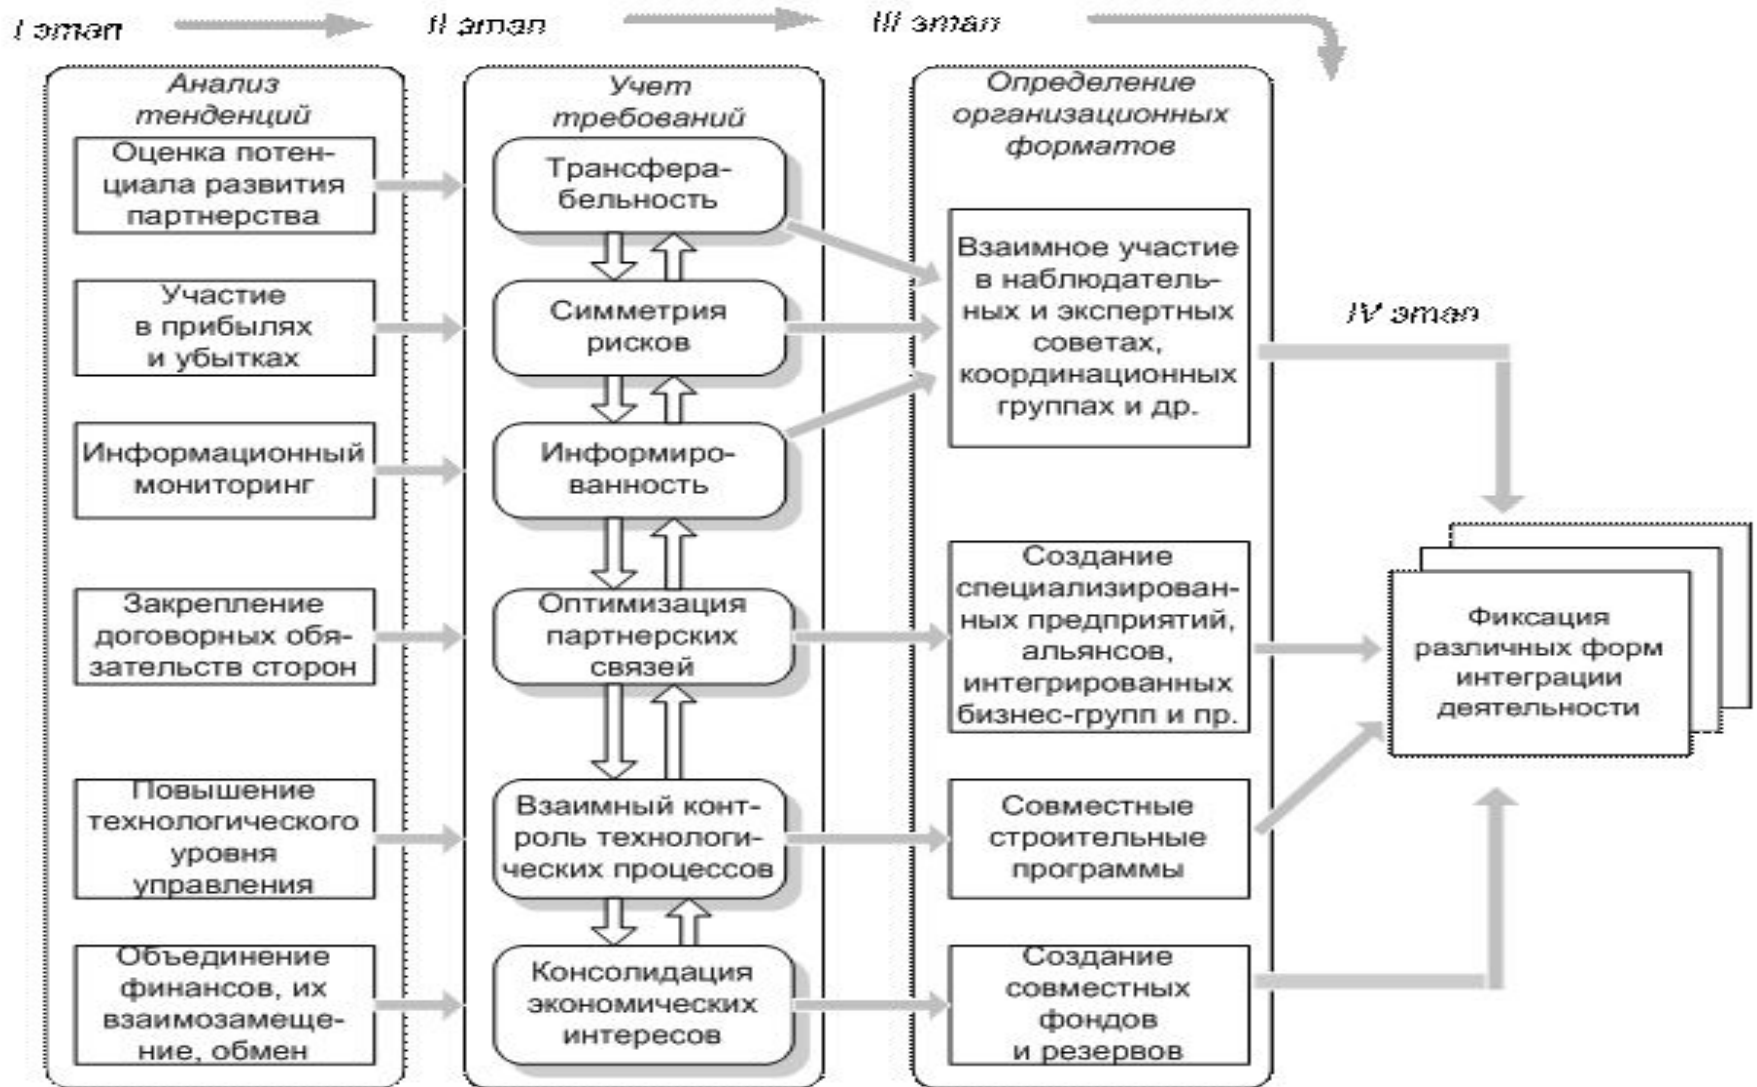 I этап
II этап
III этап
Анализ
тенденций
Оценка потен-
циала развития
партнерства
Участие
в прибылях
и убытках
Информационный
мониторинг
Закрепление
договорных обя-
зательств сторон
Повышение
технологического
уровня
управления
Объединение
финансов, их
взаимозамеще-
ние, обмен
Учет
требований
Трансфера-
бельность
Симметрия
рисков
Информиро-
ванность
Оптимизация
партнерских
связей
Взаимный конт-
роль технологи-
ческих процессов
Консолидация
экономических
интересов
Определение
организационных
форматов
Взаимное участие
в наблюдатель-
ных и экспертных
советах,
координационных
группах и др.
Создание
специализирован-
ных предприятий,
альянсов,
интегрированных
бизнес-групп и пр.
Совместные
строительные
программы
Создание
совместных
фондов
и резервов
IV этап
Фиксация
различных форм
интеграции
деятельности